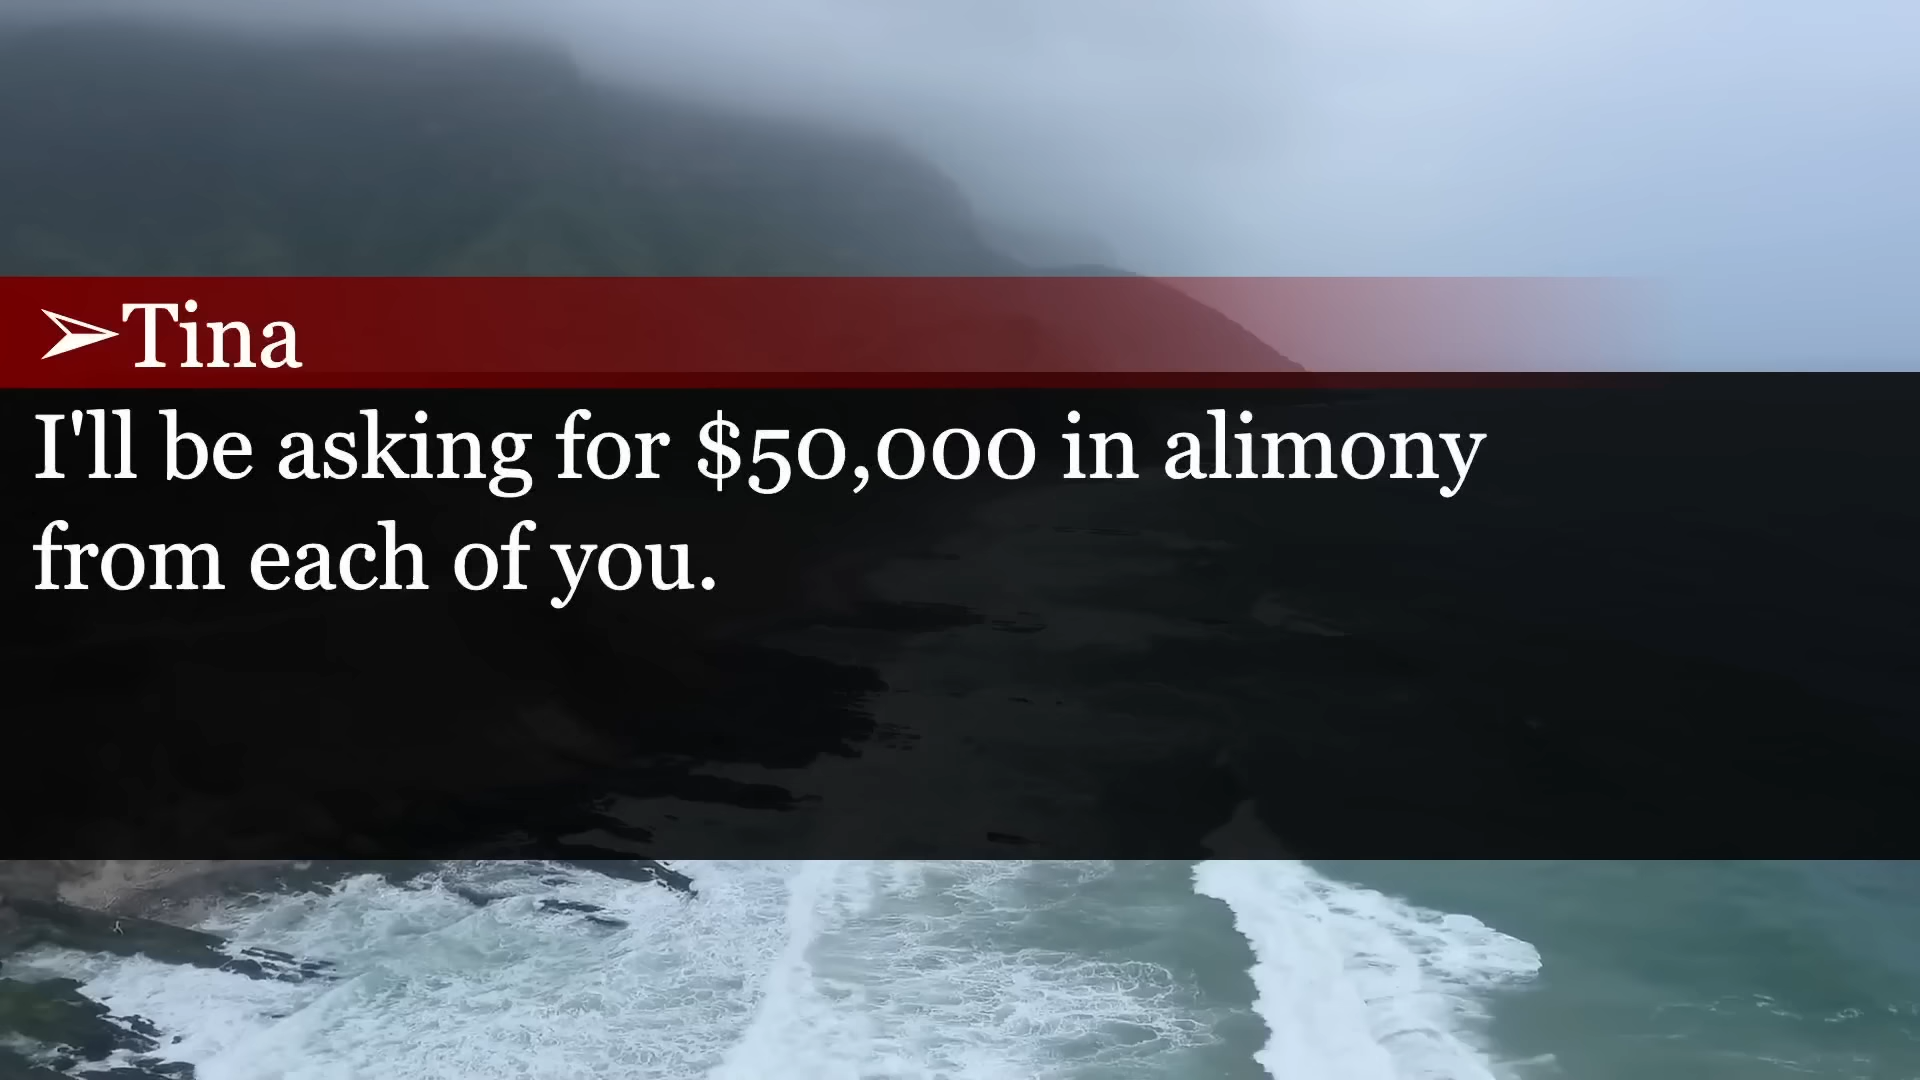 ➢Tina
I'll be asking for $50,000 in alimony
from each of you.